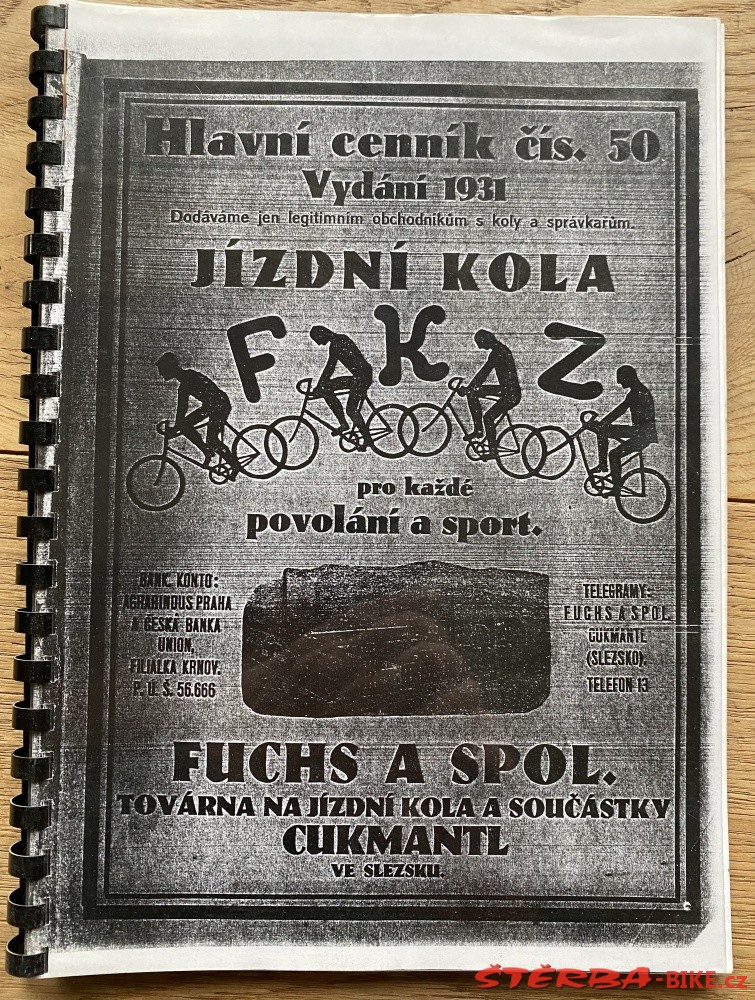 Hlavní cenník čís. 50
Vydání 1931
Dodáváme jen legitimním obchodníkům s koly a správkařům.
JÍZDNÍ KOLA
F K Z
pro každé
povolání a sport.
BANK. KONTO:
AGRARINDUS PRAHA
A ČESKÁ BANKA
UNION,
FILIÁLKA KRNOV.
P. Ú. Š. 56.666
TELEGRAMY:
FUCHS A SPOL.
CUKMANTL
(SLEZSKO).
TELEFON 13
FUCHS A SPOL.
TOVÁRNA NA JÍZDNÍ KOLA A SOUČÁSTKY
CUKMANTL
VE SLEZSKU.
ŠTĚRBA-BIKE.cz